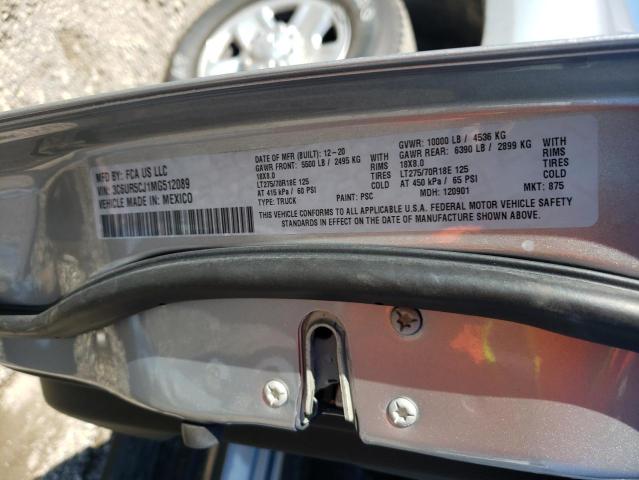 MFD BY: FCA US LLC
VIN: 3C6UR5CJ1MG512089
VEHICLE MADE IN: MEXICO
DATE OF MFR (BUILT): 12-20
GAWR FRONT: 5500 LB / 2495 KG WITH
18X8.0 RIMS
LT275/70R18E 125 TIRES
AT 415 kPa / 60 PSI COLD
TYPE: TRUCK
PAINT: PSC
GVWR: 10000 LB / 4536 KG
GAWR REAR: 6390 LB / 2899 KG WITH
18X8.0 RIMS
LT275/70R18E 125 TIRES
AT 450 kPa / 65 PSI COLD
MDH: 120901
MKT: 875
THIS VEHICLE CONFORMS TO ALL APPLICABLE U.S.A. FEDERAL MOTOR VEHICLE SAFETY
STANDARDS IN EFFECT ON THE DATE OF MANUFACTURE SHOWN ABOVE.